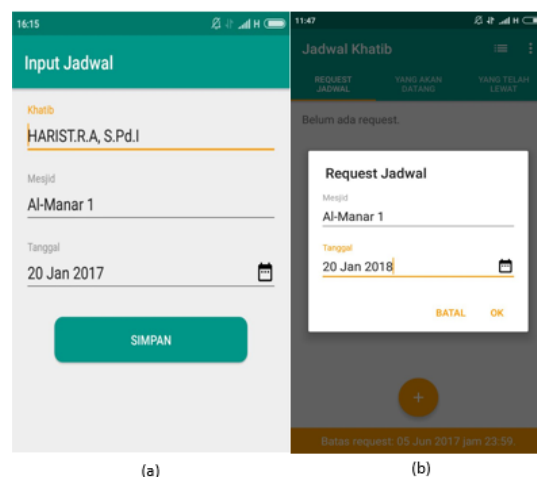 16:15
H
Input Jadwal
Khatib
HARIST.R.A, S.Pd.I
Mesjid
Al-Manar 1
Tanggal
20 Jan 2017
SIMPAN
(a)
11:47
H
Jadwal Khatib
REQUEST
JADWAL
YANG AKAN
DATANG
YANG TELAH
LEWAT
Belum ada request.
Request Jadwal
Mesjid
Al-Manar 1
Tanggal
20 Jan 2018
BATAL OK
+
Batas request: 05 Jun 2017 jam 23:59.
(b)